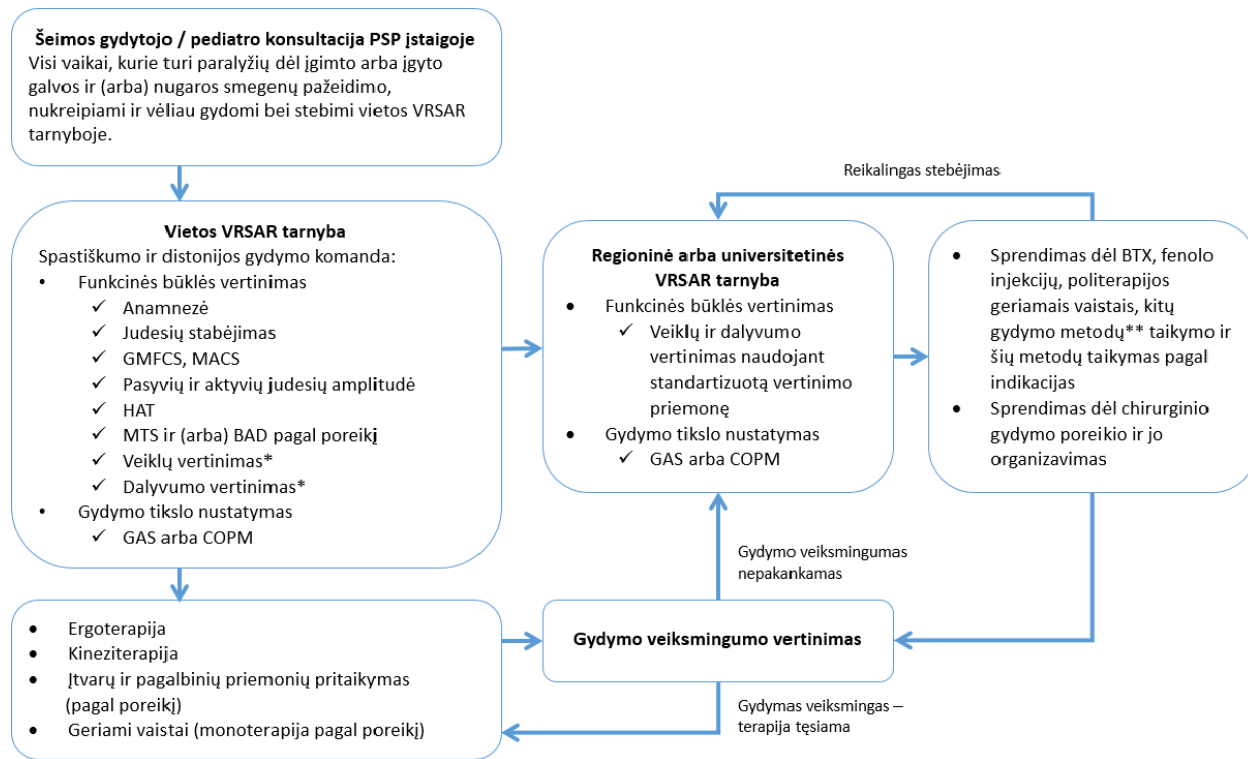 Šeimos gydytojo / pediatro konsultacija PSP įstaigoje
Visi vaikai, kurie turi paralyžių dėl įgimto arba įgyto
galvos ir (arba) nugaros smegenų pažeidimo,
nukreipiami ir vėliau gydomi bei stebimi vietos VRSAR
tarnyboje.
Vietos VRSAR tarnyba
Spastiškumo ir distonijos gydymo komanda:
• Funkcinės būklės vertinimas
✓ Anamnezė
✓ Judesių stabėjimas
✓ GMFCS, MACS
✓ Pasyvių ir aktyvių judesių amplitudė
✓ HAT
✓ MTS ir (arba) BAD pagal poreikį
✓ Veiklų vertinimas*
✓ Dalyvumo vertinimas*
• Gydymo tikslo nustatymas
✓ GAS arba COPM
Reikalingas stebėjimas
Regioninė arba universitetinės
VRSAR tarnyba
• Funkcinės būklės vertinimas
✓ Veiklų ir dalyvumo
vertinimas naudojant
standartizuotą vertinimo
priemonę
• Gydymo tikslo nustatymas
✓ GAS arba COPM
• Sprendimas dėl BTX, fenolo
injekcijų, politerapijos
geriamais vaistais, kitų
gydymo metodų** taikymo ir
šių metodų taikymas pagal
indikacijas
• Sprendimas dėl chirurginio
gydymo poreikio ir jo
organizavimas
Gydymo veiksmingumas
nepakankamas
• Ergoterapija
• Kineziterapija
• Įtvarų ir pagalbinių priemonių pritaikymas
(pagal poreikį)
• Geriami vaistai (monoterapija pagal poreikį)
Gydymo veiksmingumo vertinimas
Gydymas veiksmingas –
terapija tęsiama